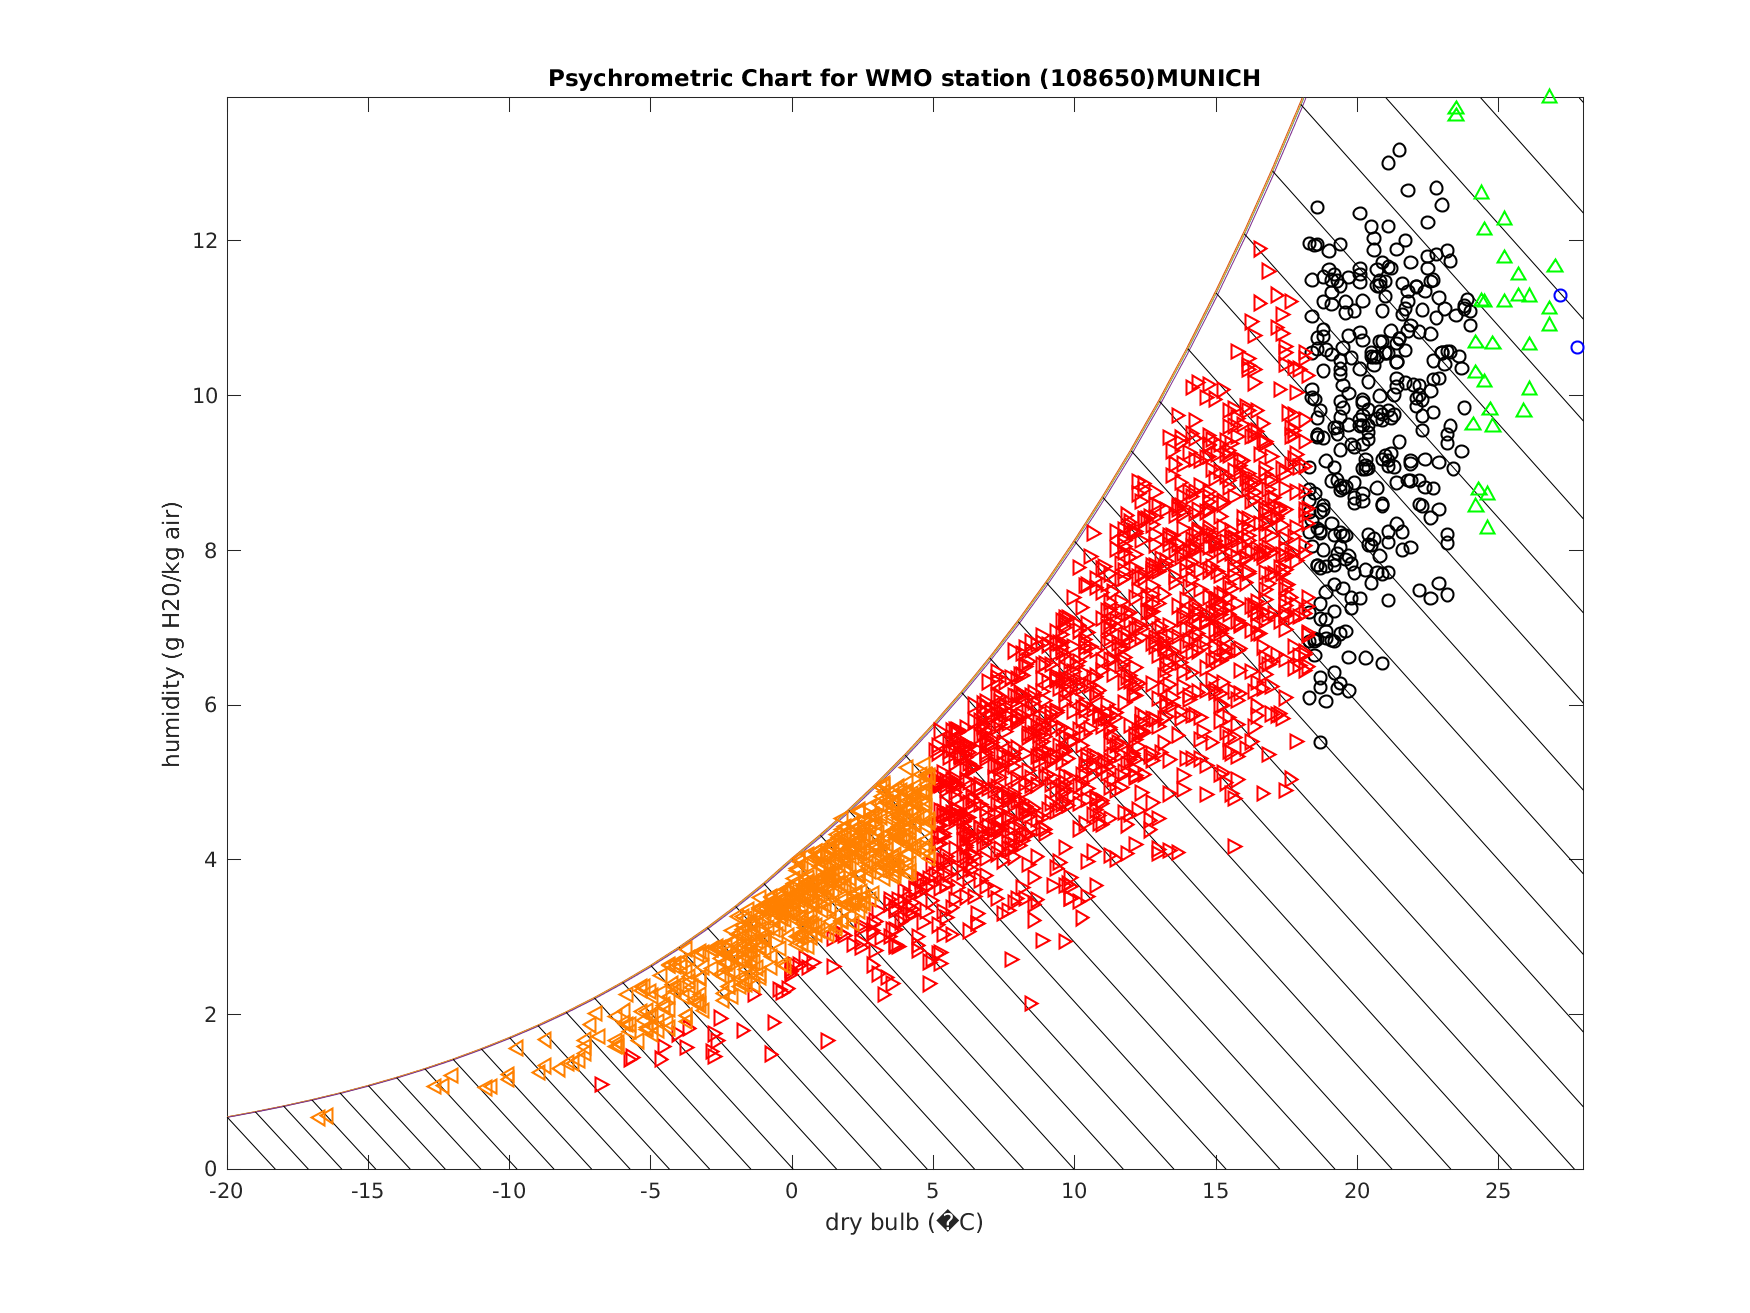 Psychrometric Chart for WMO station (108650)MUNICH
humidity (g H20/kg air)
12
10
8
6
4
2
0
-20 -15 -10 -5 0 5 10 15 20 25
dry bulb (�C)